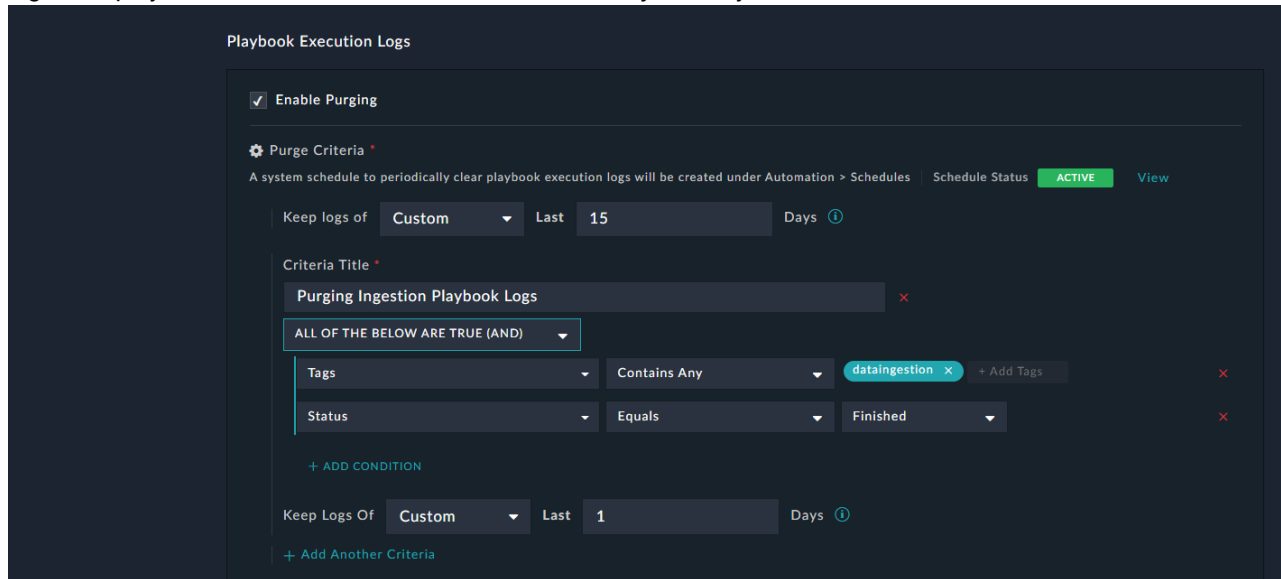 Playbook Execution Logs
Enable Purging
Purge Criteria *
A system schedule to periodically clear playbook execution logs will be created under Automation > Schedules Schedule Status ACTIVE View
Keep logs of Custom Last 15 Days
Criteria Title *
Purging Ingestion Playbook Logs
ALL OF THE BELOW ARE TRUE (AND)
Tags Contains Any dataingestion × + Add Tags
Status Equals Finished
+ ADD CONDITION
Keep Logs Of Custom Last 1 Days
+ Add Another Criteria